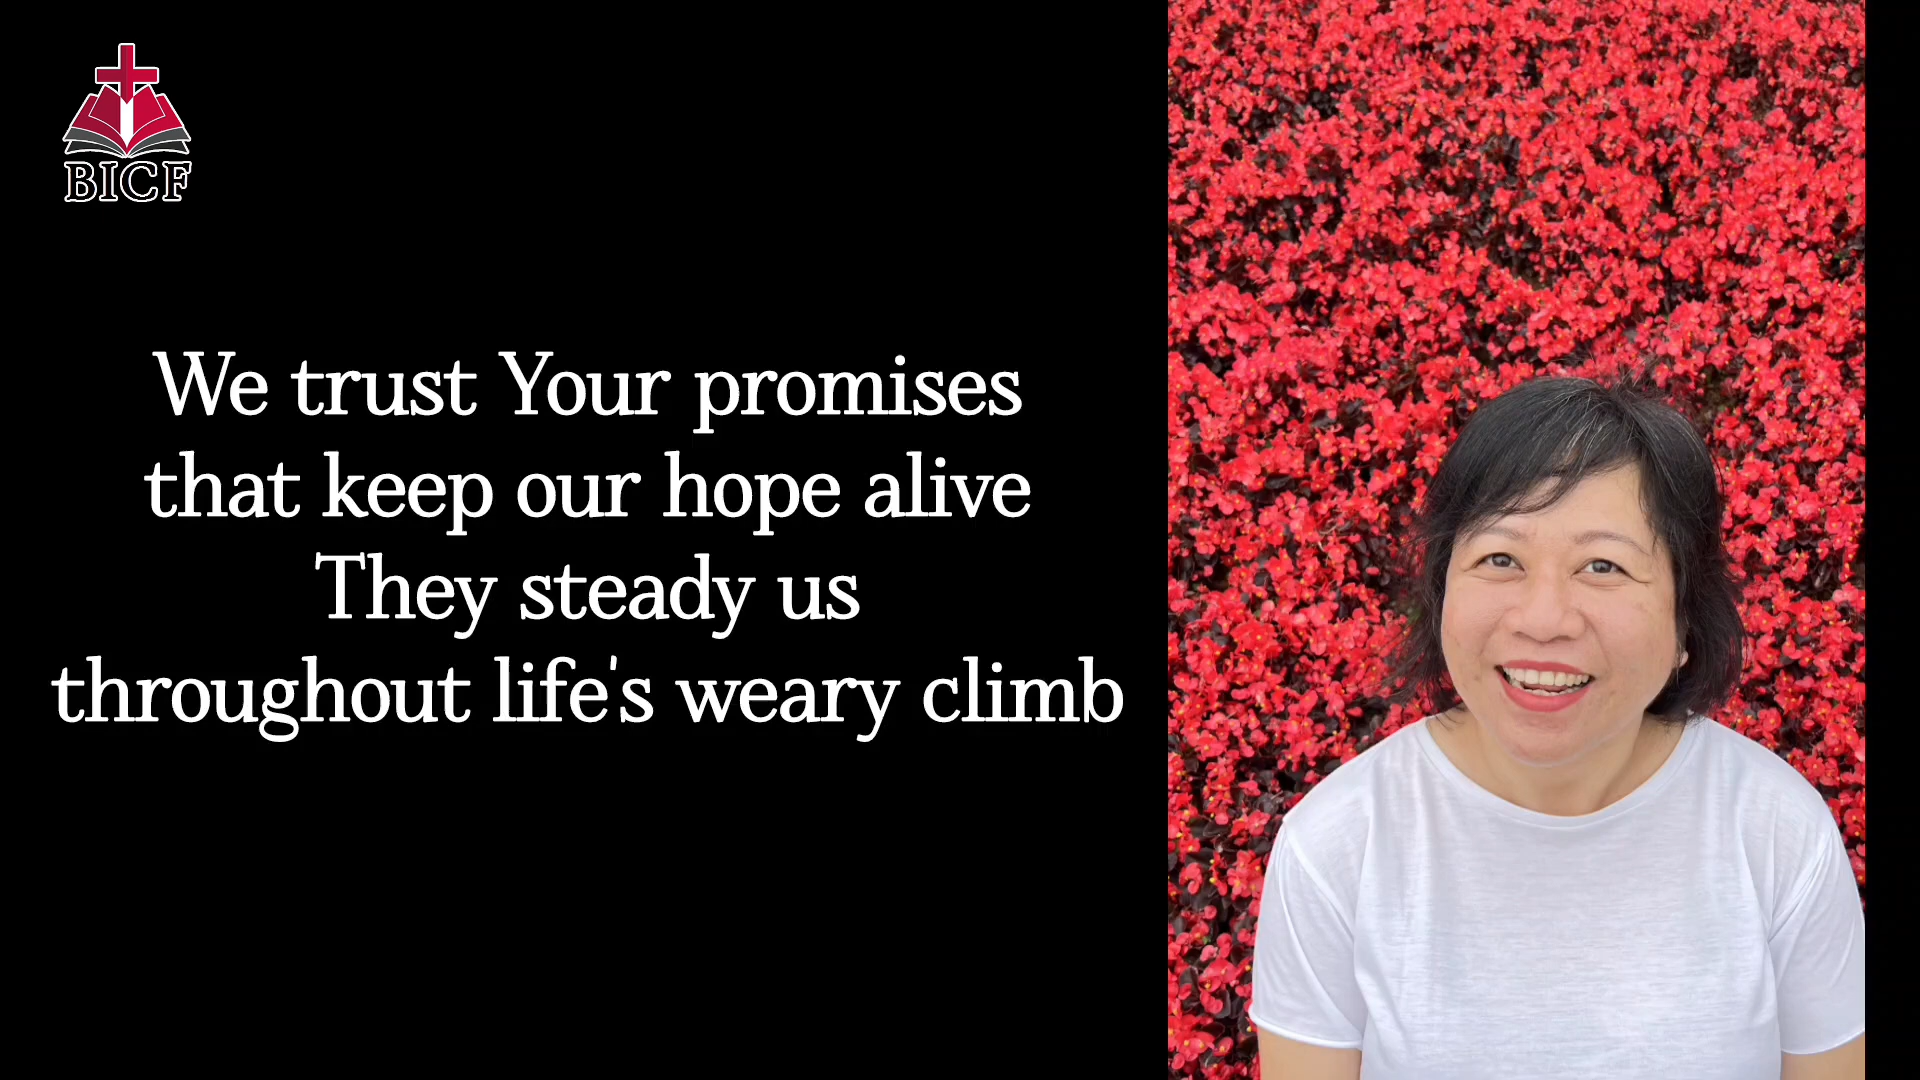 BICF
We trust Your promises
that keep our hope alive
They steady us
throughout life's weary climb